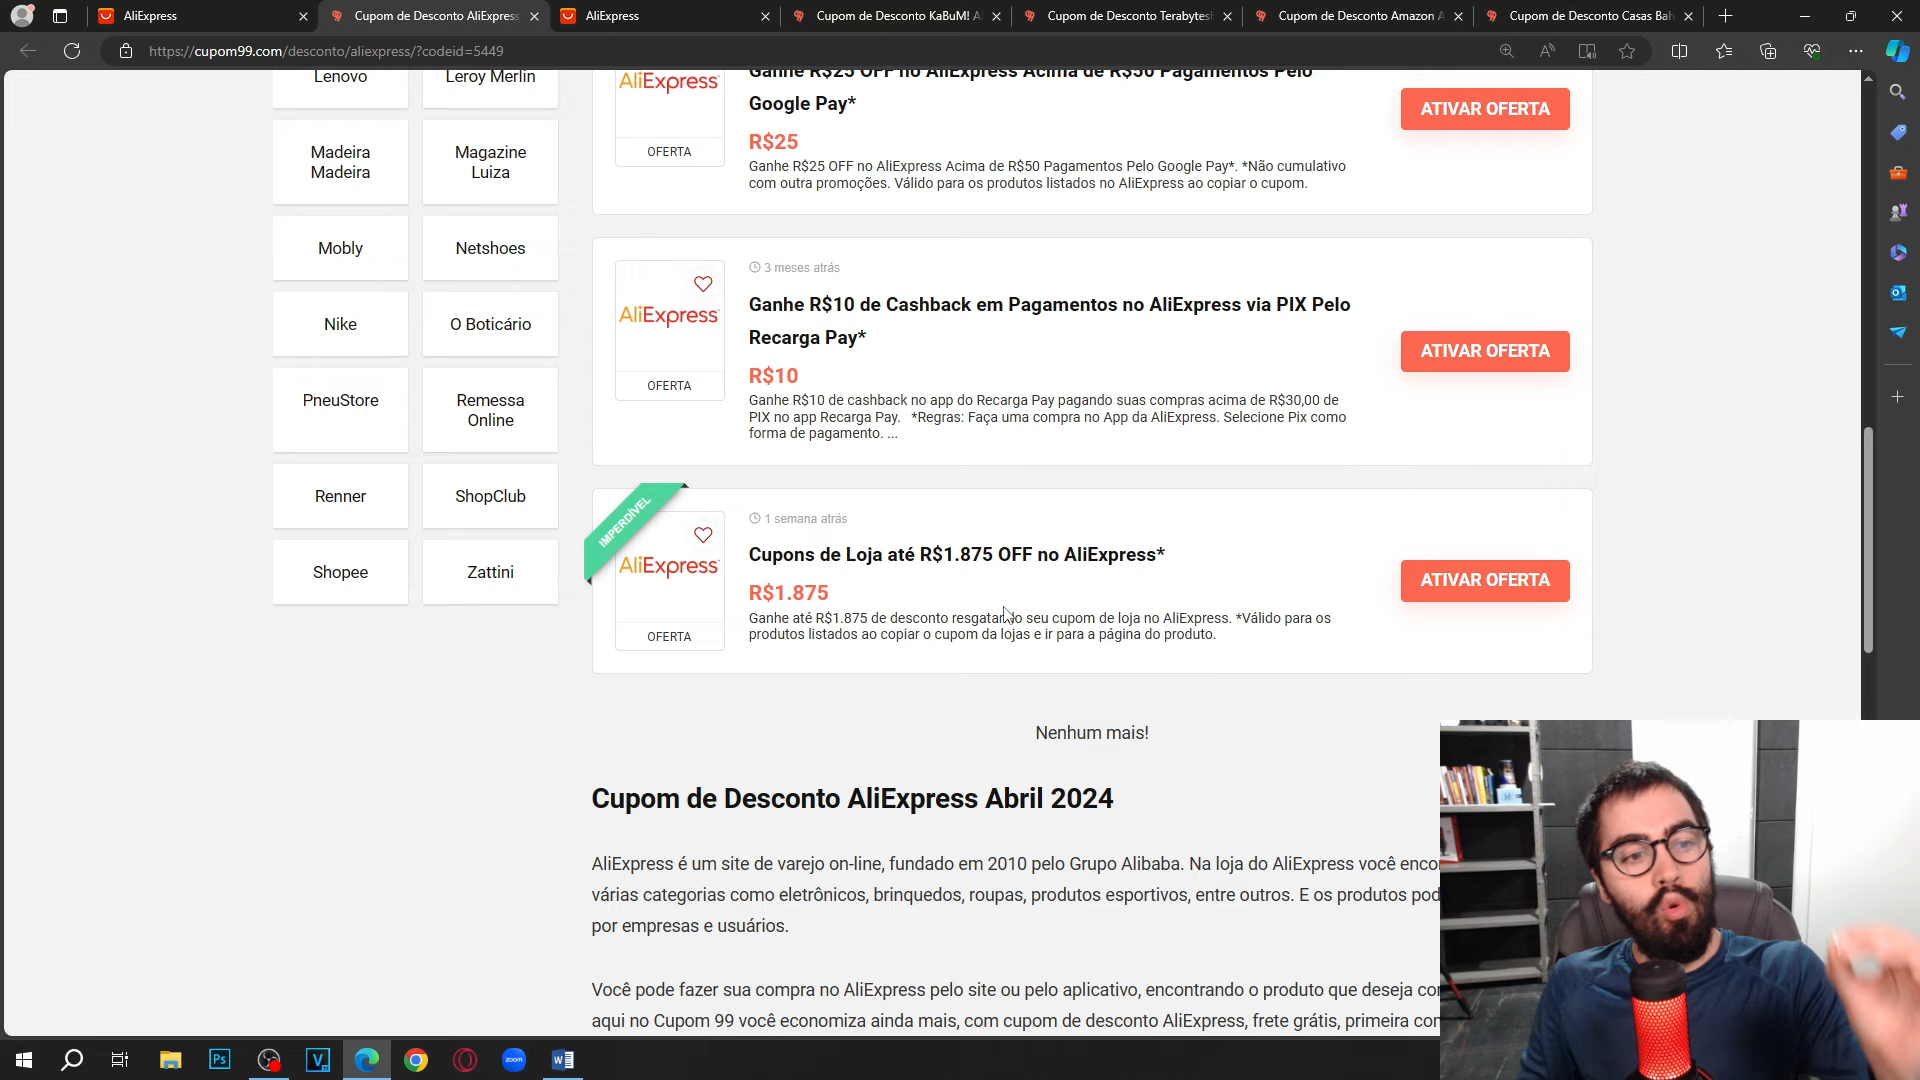 AliExpress
Cupom de Desconto AliExpress
AliExpress
Cupom de Desconto KaBuM! A
Cupom de Desconto Terabytesh
Cupom de Desconto Amazon A
Cupom de Desconto Casas Bah
https://cupom99.com/desconto/aliexpress/?codeid=5449
Lenovo
Leroy Merlin
Madeira
Madeira
Magazine
Luiza
Mobly
Netshoes
Nike
O Boticário
PneuStore
Remessa
Online
Renner
ShopClub
Shopee
Zattini
AliExpress
OFERTA
Ganhe R$25 OFF no AliExpress Acima de R$50 Pagamentos Pelo
Google Pay*
R$25
Ganhe R$25 OFF no AliExpress Acima de R$50 Pagamentos Pelo Google Pay*. *Não cumulativo
com outra promoções. Válido para os produtos listados no AliExpress ao copiar o cupom.
ATIVAR OFERTA
AliExpress
OFERTA
3 meses atrás
Ganhe R$10 de Cashback em Pagamentos no AliExpress via PIX Pelo
Recarga Pay*
R$10
Ganhe R$10 de cashback no app do Recarga Pay pagando suas compras acima de R$30,00 de
PIX no app Recarga Pay. *Regras: Faça uma compra no App da AliExpress. Selecione Pix como
forma de pagamento. ...
ATIVAR OFERTA
IMPERDÍVEL
AliExpress
OFERTA
1 semana atrás
Cupons de Loja até R$1.875 OFF no AliExpress*
R$1.875
Ganhe até R$1.875 de desconto resgatando seu cupom de loja no AliExpress. *Válido para os
produtos listados ao copiar o cupom da lojas e ir para a página do produto.
ATIVAR OFERTA
Nenhum mais!
Cupom de Desconto AliExpress Abril 2024
AliExpress é um site de varejo on-line, fundado em 2010 pelo Grupo Alibaba. Na loja do AliExpress você enco
várias categorias como eletrônicos, brinquedos, roupas, produtos esportivos, entre outros. E os produtos pod
por empresas e usuários.
Você pode fazer sua compra no AliExpress pelo site ou pelo aplicativo, encontrando o produto que deseja co
aqui no Cupom 99 você economiza ainda mais, com cupom de desconto AliExpress, frete grátis, primeira co
Ps
V
zoom
W